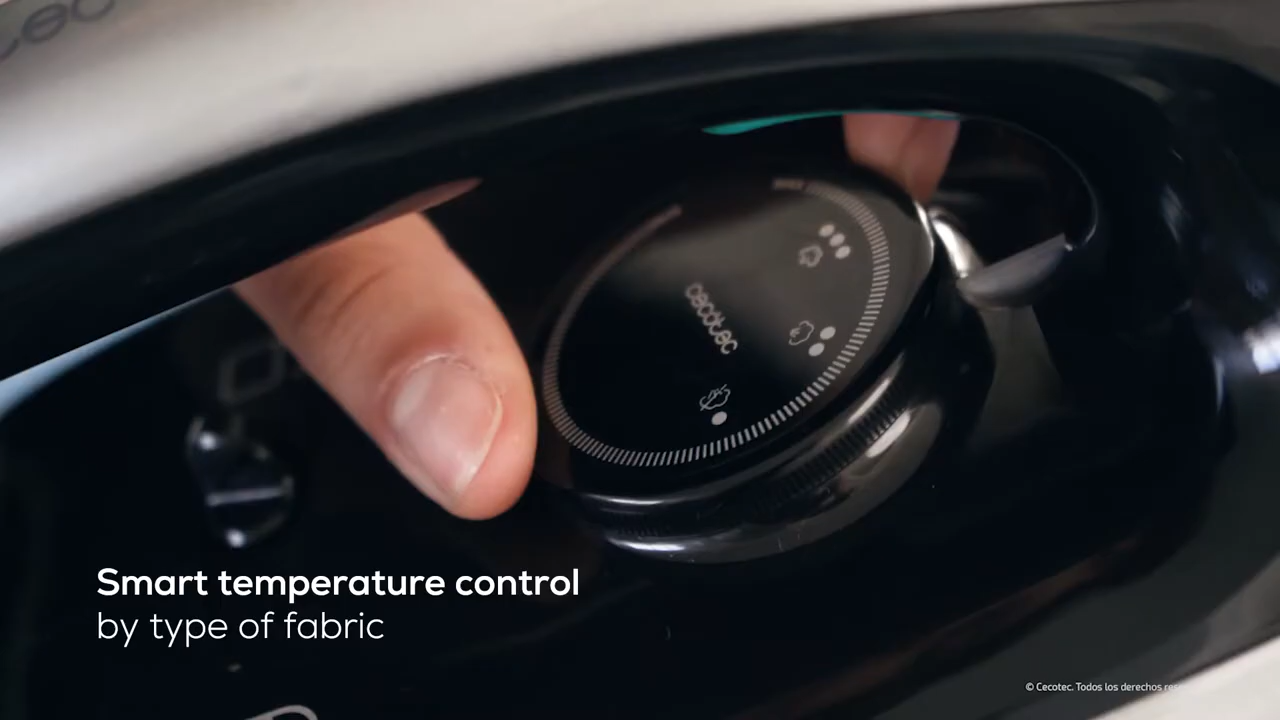 cecotec
Smart temperature control
by type of fabric
© Cecotec. Todos los derechos